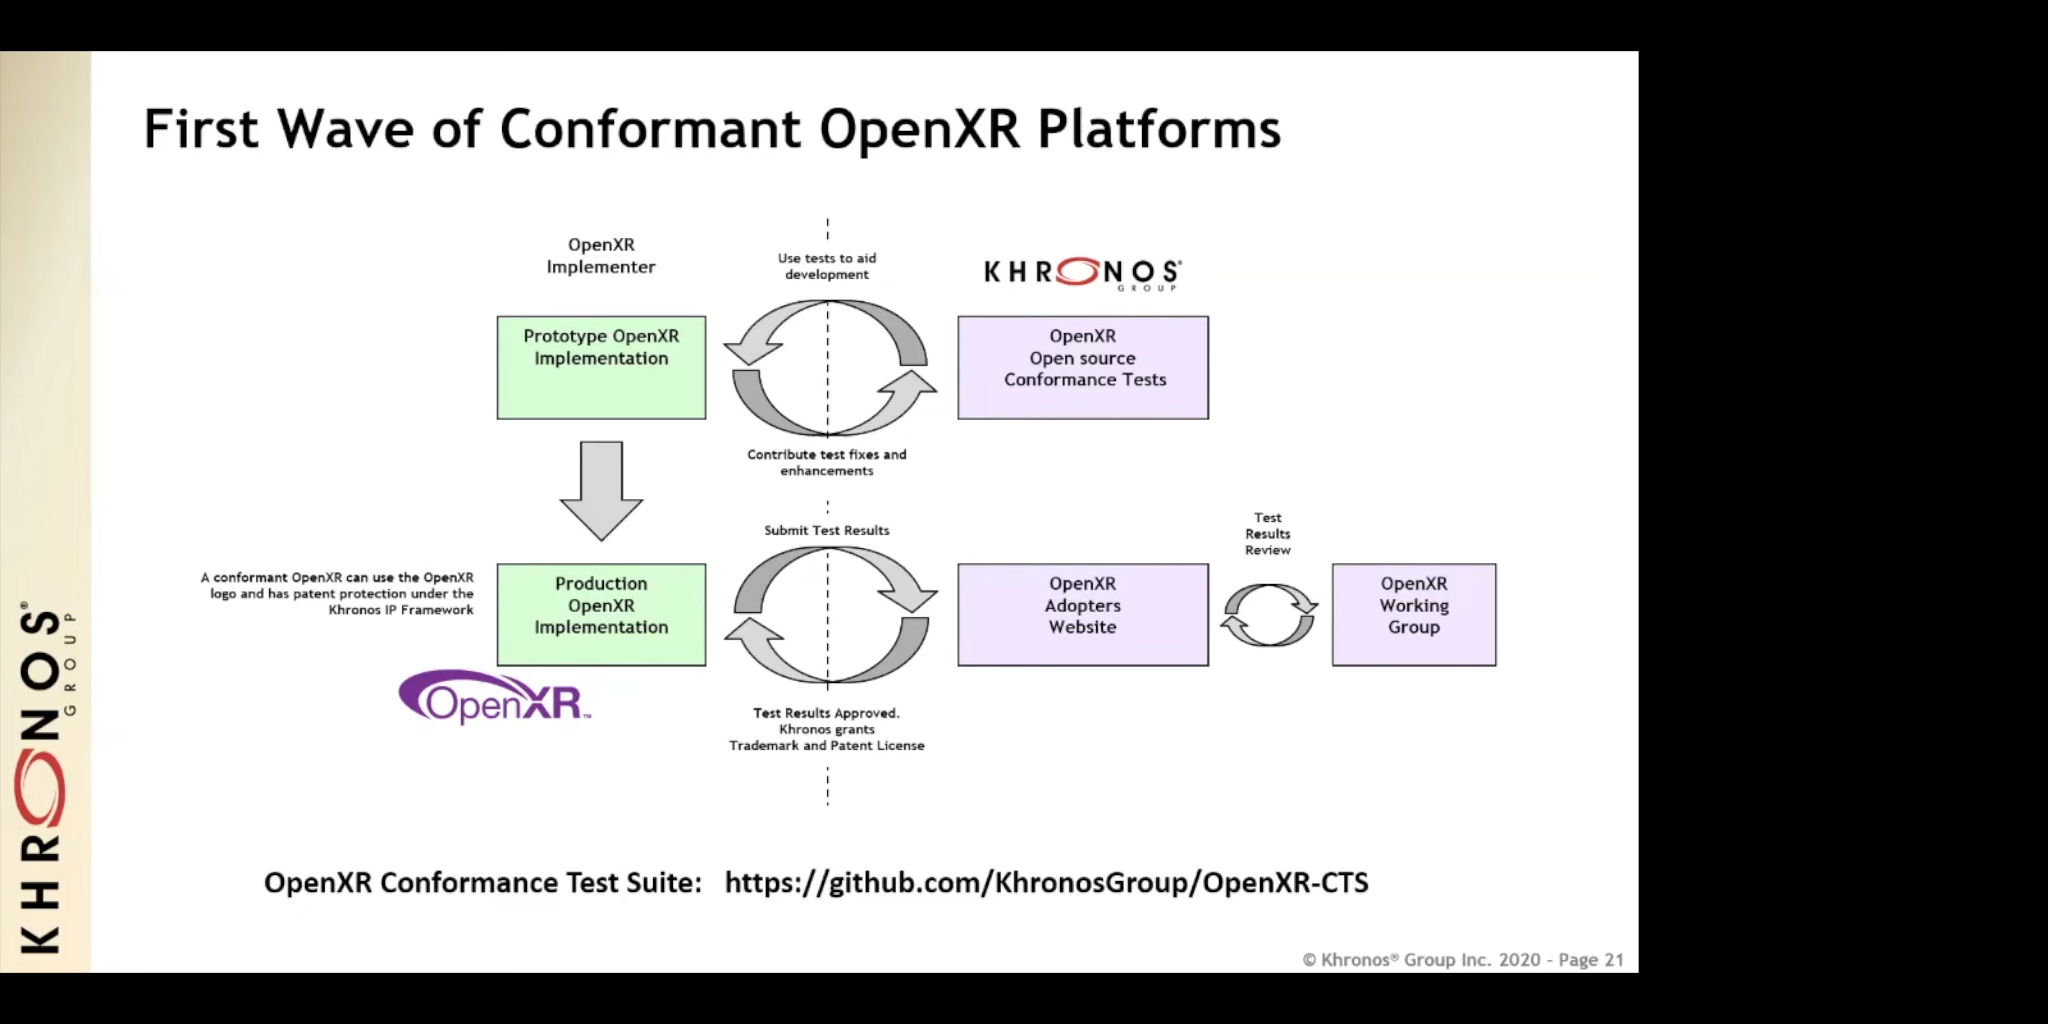 First Wave of Conformant OpenXR Platforms
OpenXR
Implementer
Use tests to aid
development
KHRONOS®
GROUP
Prototype OpenXR
Implementation
OpenXR
Open source
Conformance Tests
Contribute test fixes and
enhancements
Submit Test Results
Test
Results
Review
A conformant OpenXR can use the OpenXR
logo and has patent protection under the
Khronos IP Framework
Production
OpenXR
Implementation
OpenXR
Adopters
Website
OpenXR
Working
Group
OpenXR™
Test Results Approved.
Khronos grants
Trademark and Patent License
OpenXR Conformance Test Suite: https://github.com/KhronosGroup/OpenXR-CTS
© Khronos® Group Inc. 2020 - Page 21
KHRONOS®
GROUP